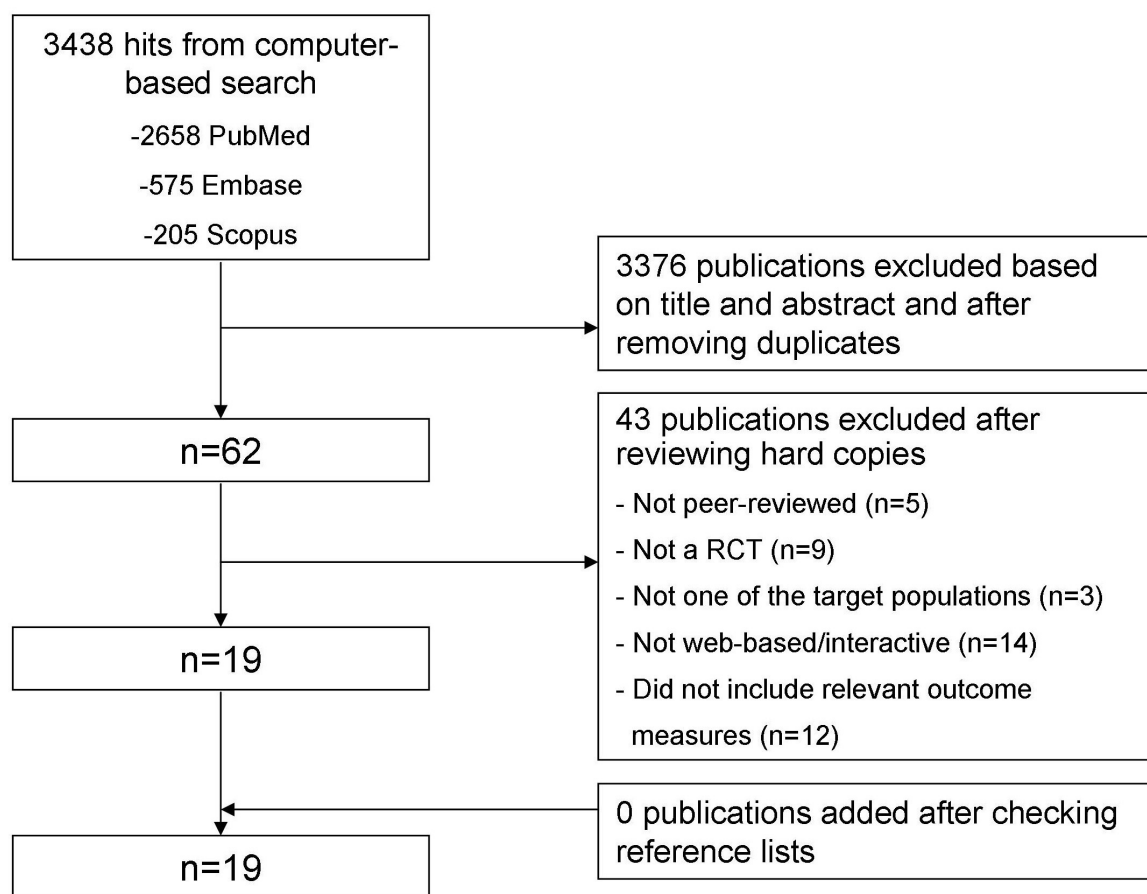 3438 hits from computer-
based search
-2658 PubMed
-575 Embase
-205 Scopus
3376 publications excluded based
on title and abstract and after
removing duplicates
n=62
43 publications excluded after
reviewing hard copies
- Not peer-reviewed (n=5)
- Not a RCT (n=9)
- Not one of the target populations (n=3)
- Not web-based/interactive (n=14)
- Did not include relevant outcome
measures (n=12)
n=19
0 publications added after checking
reference lists
n=19